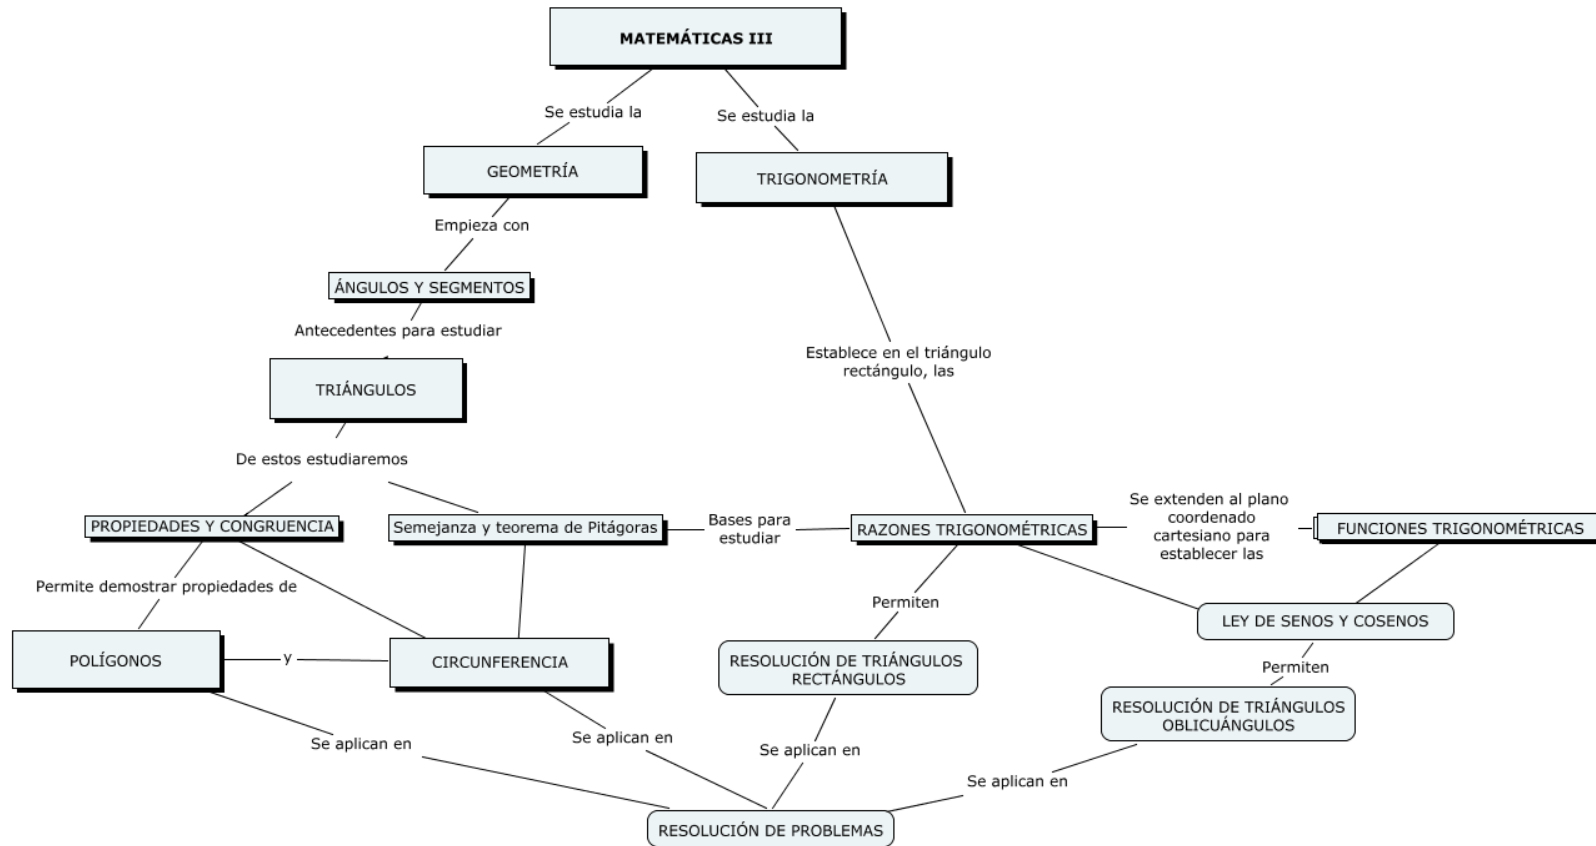 MATEMÁTICAS III
Se estudia la
Se estudia la
GEOMETRÍA
TRIGONOMETRÍA
Empieza con
ÁNGULOS Y SEGMENTOS
Antecedentes para estudiar
TRIÁNGULOS
Establece en el triángulo
rectángulo, las
De estos estudiaremos
PROPIEDADES Y CONGRUENCIA
Semejanza y teorema de Pitágoras
Bases para
estudiar
RAZONES TRIGONOMÉTRICAS
Se extenden al plano
coordenado
cartesiano para
establecer las
FUNCIONES TRIGONOMÉTRICAS
Permite demostrar propiedades de
Permiten
LEY DE SENOS Y COSENOS
POLÍGONOS
y
CIRCUNFERENCIA
RESOLUCIÓN DE TRIÁNGULOS
RECTÁNGULOS
Permiten
RESOLUCIÓN DE TRIÁNGULOS
OBLICUÁNGULOS
Se aplican en
Se aplican en
Se aplican en
Se aplican en
RESOLUCIÓN DE PROBLEMAS